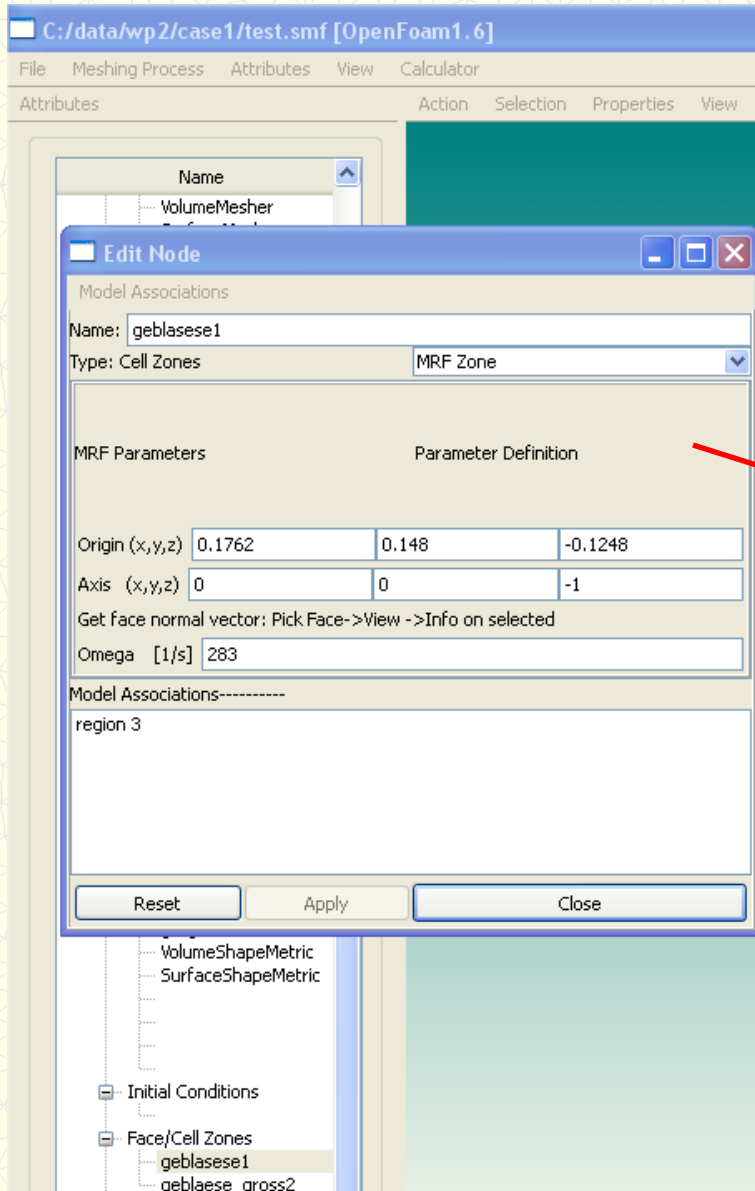 C:/data/wp2/case1/test.smf [OpenFoam1.6]
File Meshing Process Attributes View Calculator
Attributes
Action Selection Properties View
Name
VolumeMesher
Edit Node
Model Associations
Name: geblasese1
Type: Cell Zones MRF Zone
MRF Parameters Parameter Definition
Origin (x,y,z) 0.1762 0.148 -0.1248
Axis (x,y,z) 0 0 -1
Get face normal vector: Pick Face->View ->Info on selected
Omega [1/s] 283
Model Associations----------
region 3
Reset Apply Close
VolumeShapeMetric
SurfaceShapeMetric
Initial Conditions
Face/Cell Zones
geblasese1
geblaese_gross2